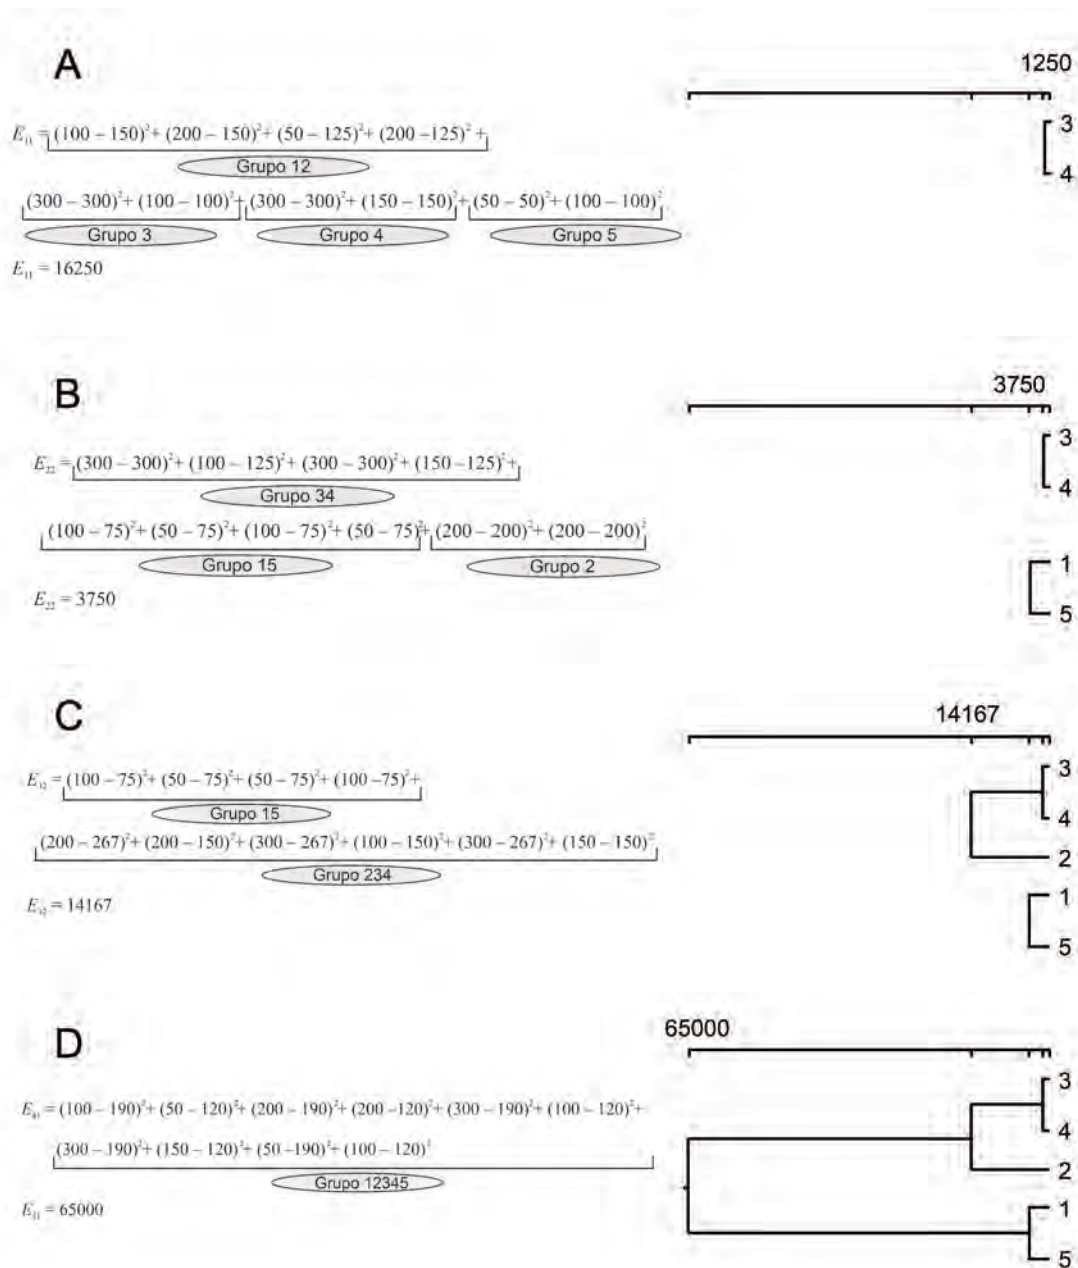 A
1250
E₁₁ = (100 – 150)²+ (200 – 150)²+ (50 – 125)²+ (200 –125)² +
3
Grupo 12
4
(300 – 300)²+ (100 – 100)²+ (300 – 300)²+ (150 – 150)²+ (50 – 50)²+ (100 – 100)²
Grupo 3 Grupo 4 Grupo 5
E₁₁ = 16250
B
3750
E₂₂ = (300 – 300)²+ (100 – 125)²+ (300 – 300)²+ (150 –125)²+
3
Grupo 34
4
(100 – 75)²+ (50 – 75)²+ (100 – 75)²+ (50 – 75)²+ (200 – 200)²+ (200 – 200)²
Grupo 15 Grupo 2
1
E₂₂ = 3750
5
C
14167
E₃₂ = (100 – 75)²+ (50 – 75)²+ (50 – 75)²+ (100 –75)²+
3
Grupo 15
4
(200 – 267)²+ (200 – 150)²+ (300 – 267)²+ (100 – 150)²+ (300 – 267)²+ (150 – 150)²
2
Grupo 234
E₃₂ = 14167
1
5
D
65000
E₄₁ = (100 – 190)²+ (50 – 120)²+ (200 – 190)²+ (200 –120)²+ (300 – 190)²+ (100 – 120)²+
3
4
(300 – 190)²+ (150 – 120)²+ (50 –190)²+ (100 – 120)²
2
Grupo 12345
E₁₁ = 65000
1
5